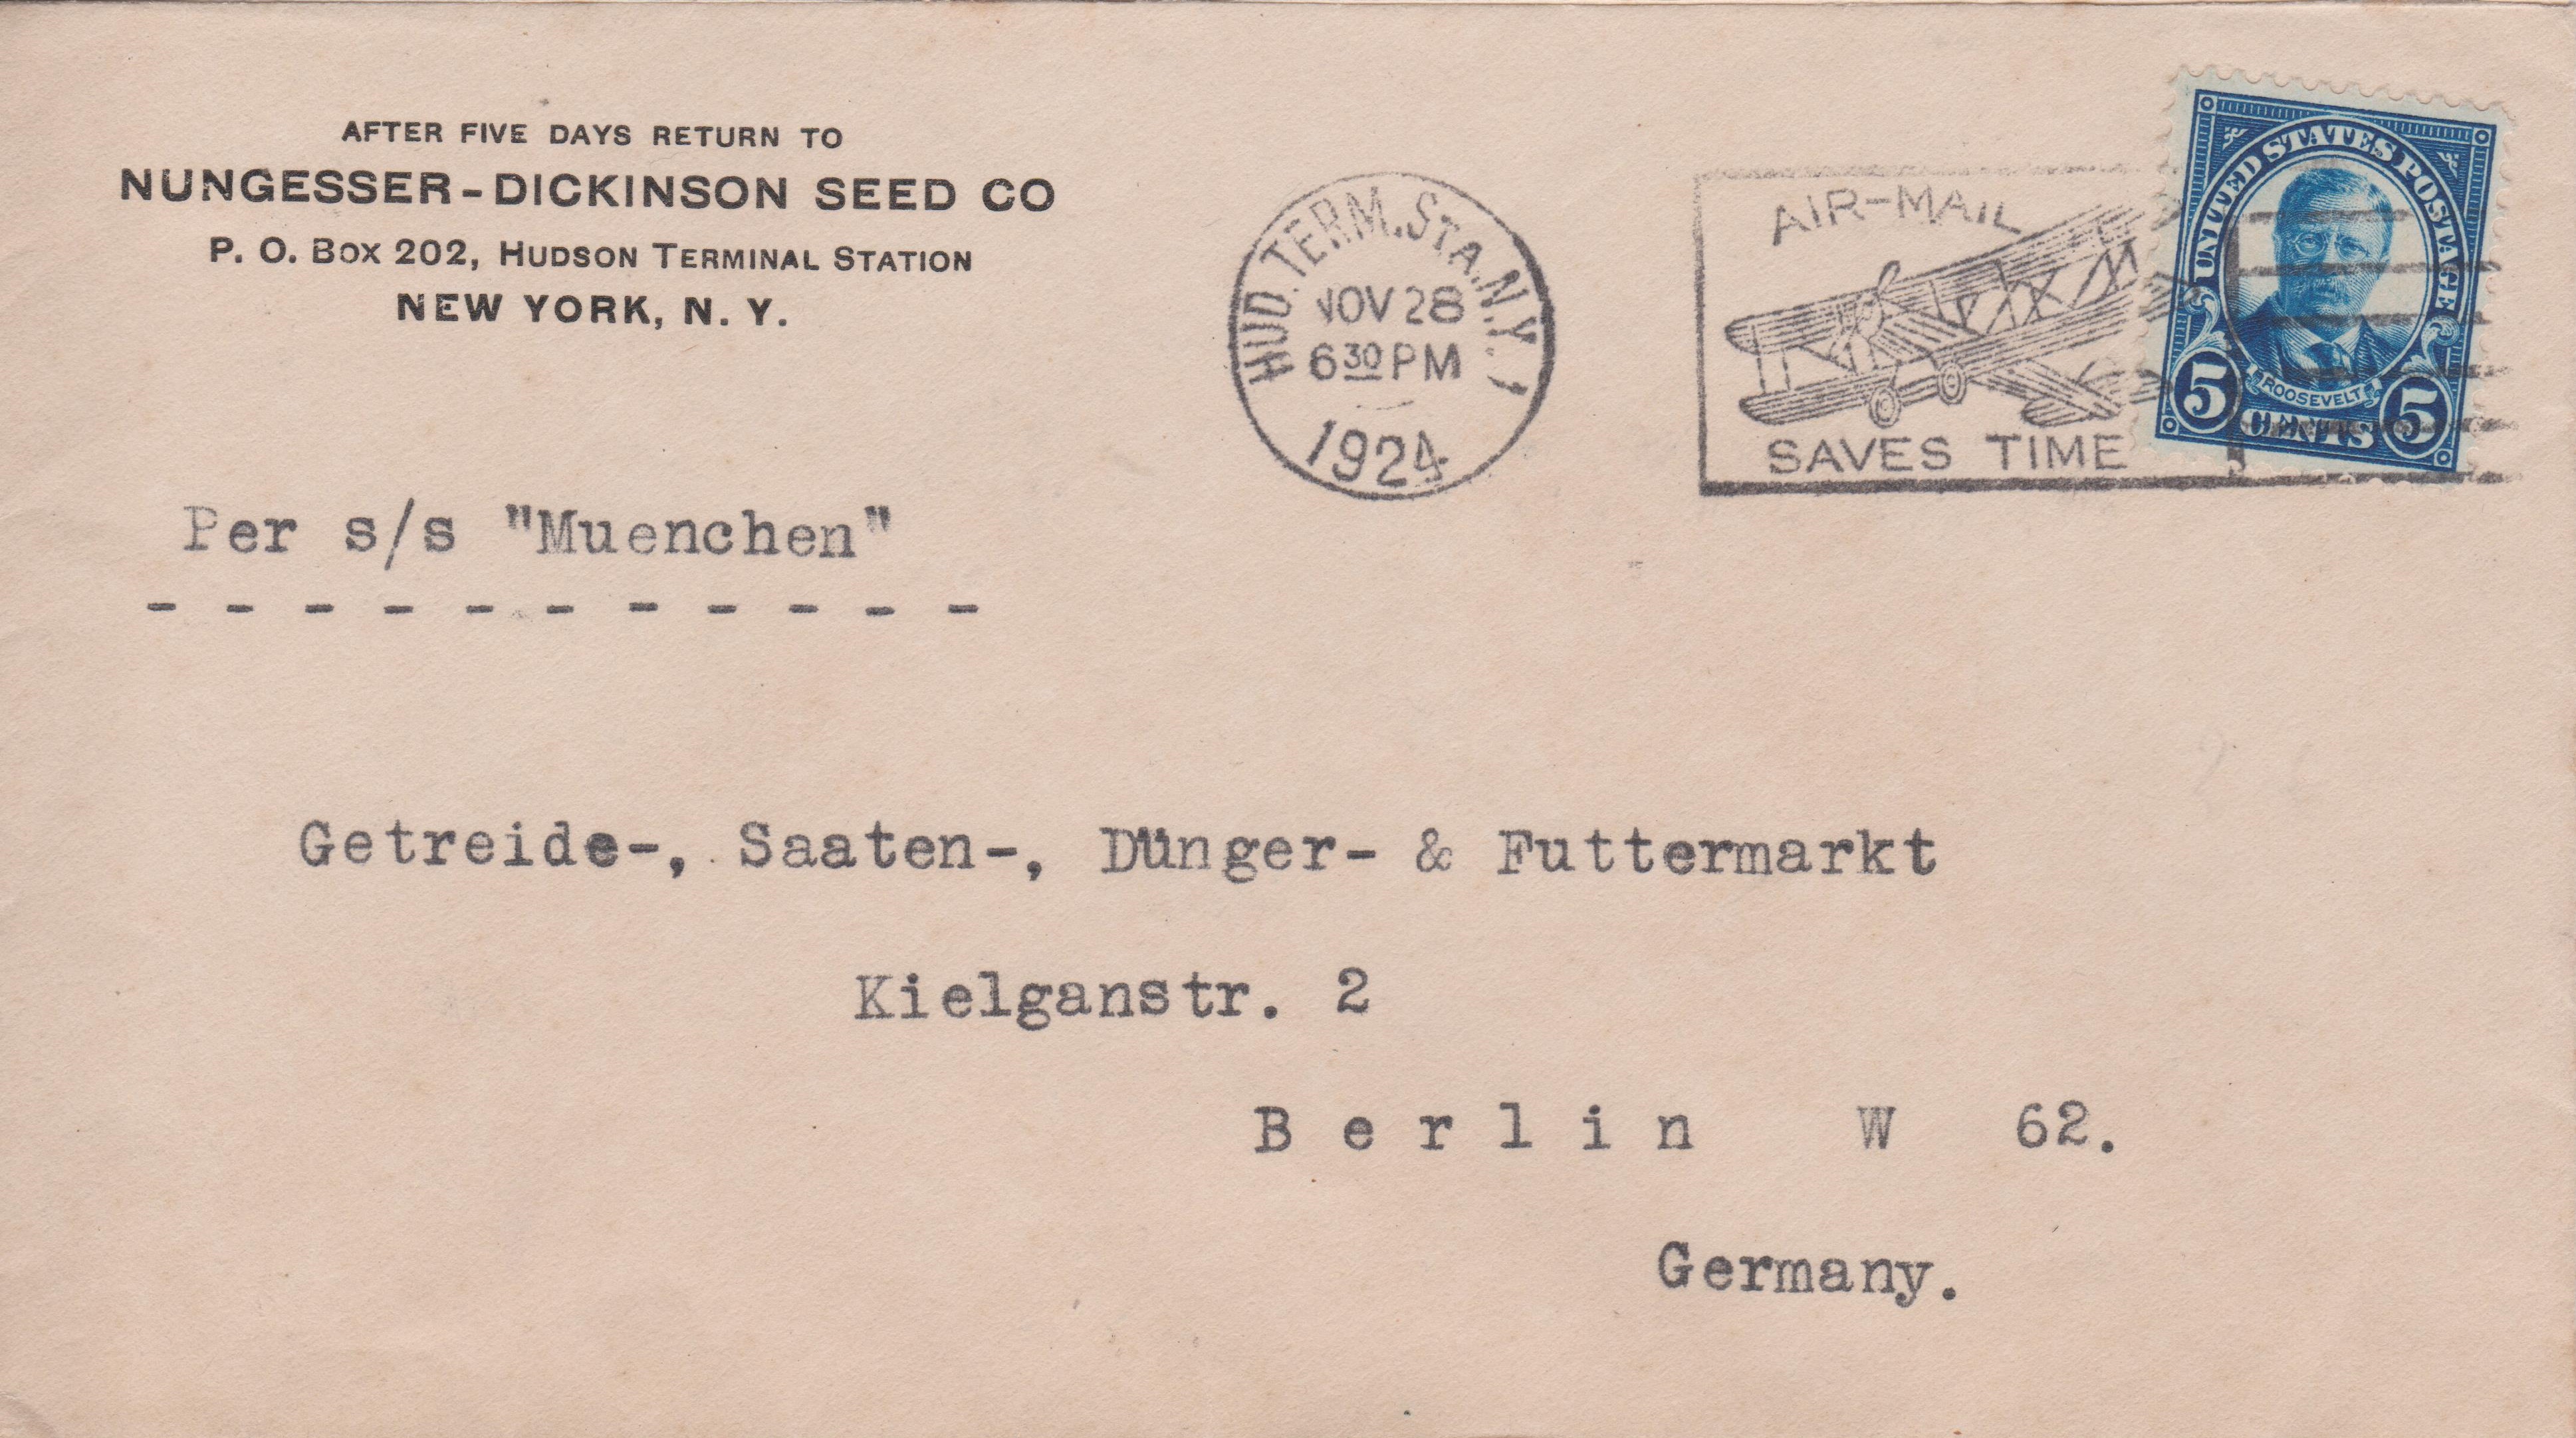 AFTER FIVE DAYS RETURN TO
NUNGESSER-DICKINSON SEED CO
P. O. BOX 202, HUDSON TERMINAL STATION
NEW YORK, N. Y.
HUD. TERM. STA. N.Y.
NOV 28
6 30 PM
1924
AIR-MAIL
SAVES TIME
UNITED STATES POSTAGE
ROOSEVELT
5 CENTS 5
Per s/s "Muenchen"
- - - - - - - - - - -
Getreide-, Saaten-, Dünger- & Futtermarkt
Kielganstr. 2
B e r l i n W 62.
Germany.